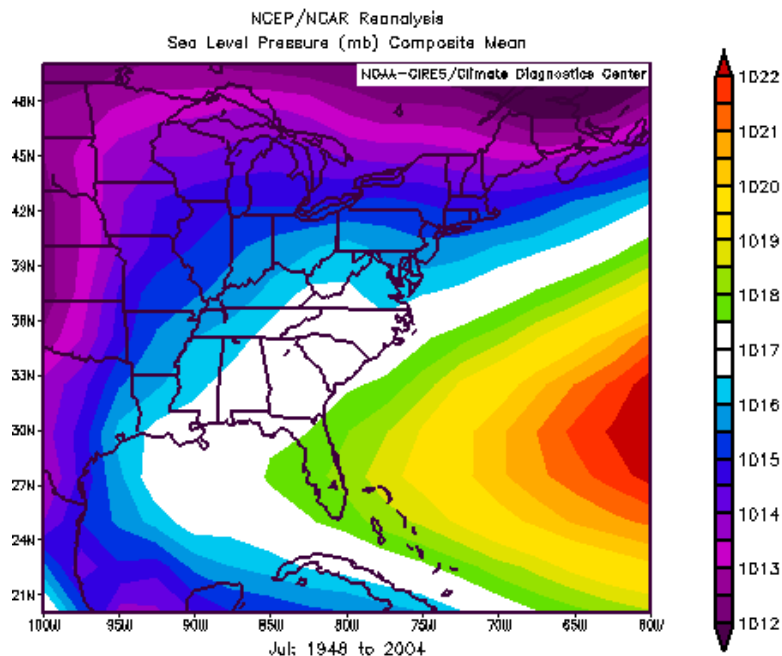 NCEP/NCAR Reanalysis
Sea Level Pressure (mb) Composite Mean
NOAA-CIRES/Climate Diagnostics Center
48N
45N
42N
39N
36N
33N
30N
27N
24N
21N
100W 95W 90W 85W 80W 75W 70W 65W 60W
Jul: 1948 to 2004
1022
1021
1020
1019
1018
1017
1016
1015
1014
1013
1012